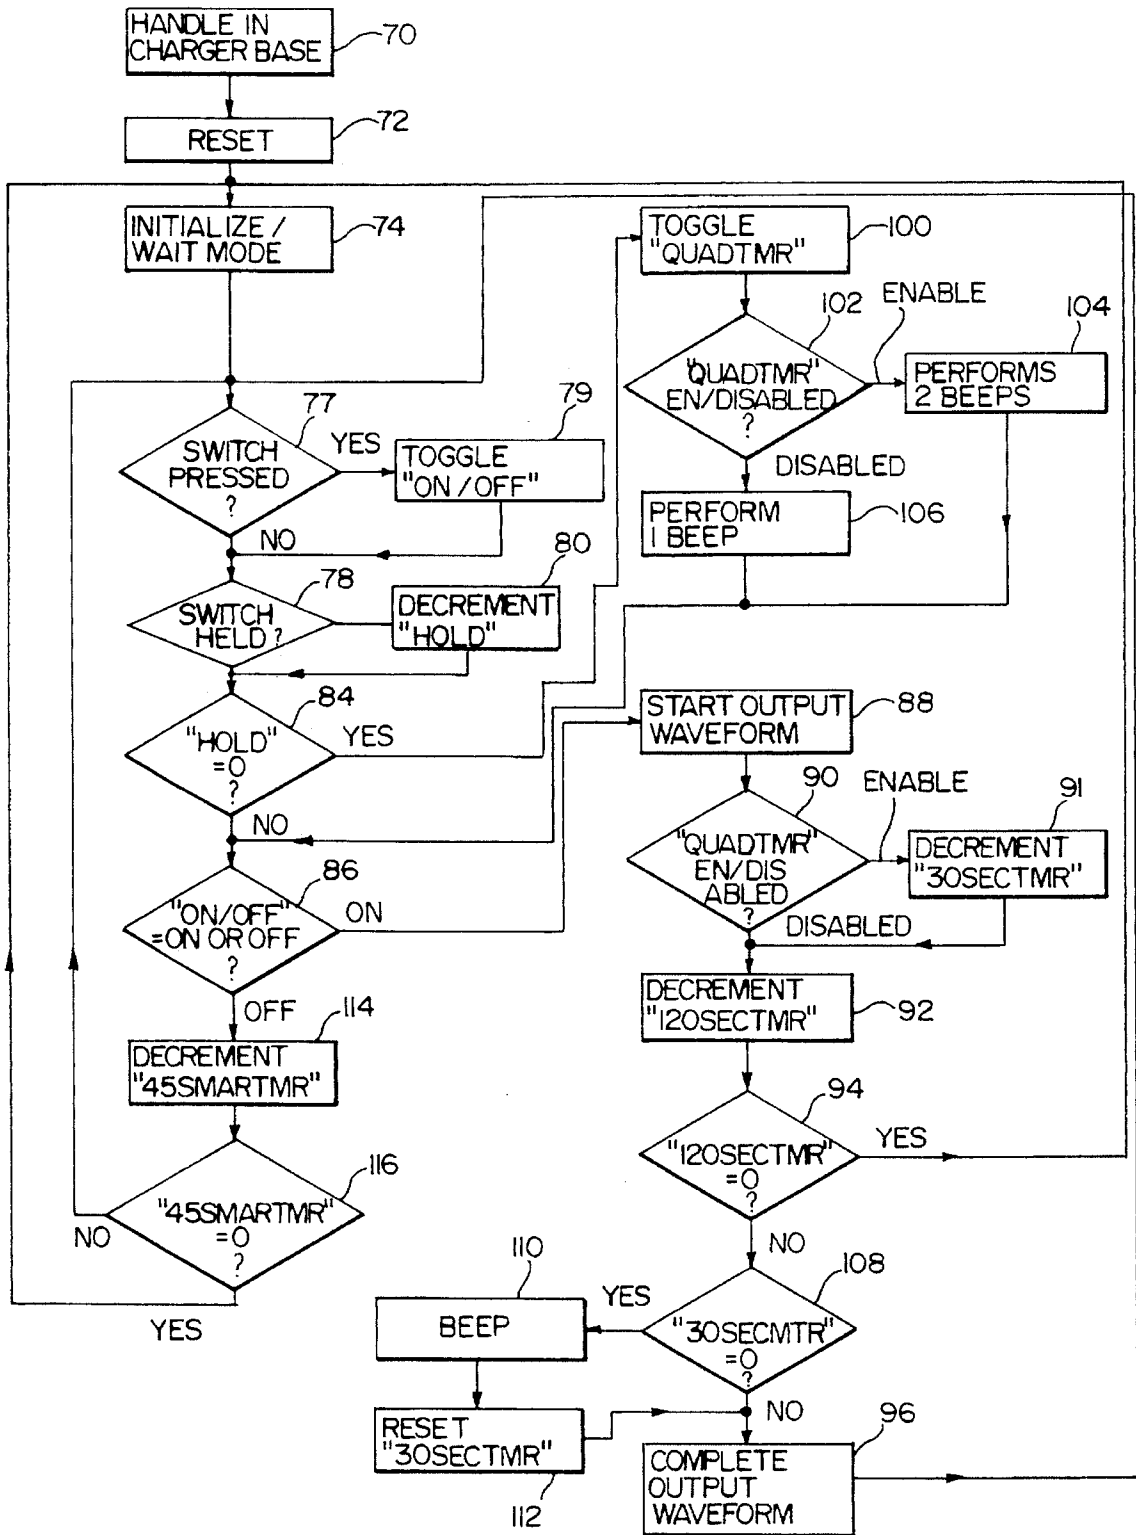 HANDLE IN
CHARGER BASE
70
RESET
72
INITIALIZE /
WAIT MODE
74
SWITCH
PRESSED
?
77
YES
NO
TOGGLE
"ON/OFF"
79
SWITCH
HELD?
78
DECREMENT
"HOLD"
80
"HOLD"
=0
?
84
YES
NO
"ON/OFF"
=ON OR OFF
?
86
ON
OFF
DECREMENT
"45SMARTMR"
114
"45SMARTMR"
=0
?
116
NO
YES
TOGGLE
"QUADTMR"
100
"QUADTMR"
EN/DISABLED
?
102
ENABLE
DISABLED
PERFORMS
2 BEEPS
104
PERFORM
1 BEEP
106
START OUTPUT
WAVEFORM
88
"QUADTMR"
EN/DIS
ABLED
?
90
ENABLE
DISABLED
DECREMENT
"30SECTMR"
91
DECREMENT
"120SECTMR"
92
"120SECTMR"
=0
?
94
YES
NO
"30SECMTR"
=0
?
108
YES
NO
BEEP
110
RESET
"30SECTMR"
112
COMPLETE
OUTPUT
WAVEFORM
96